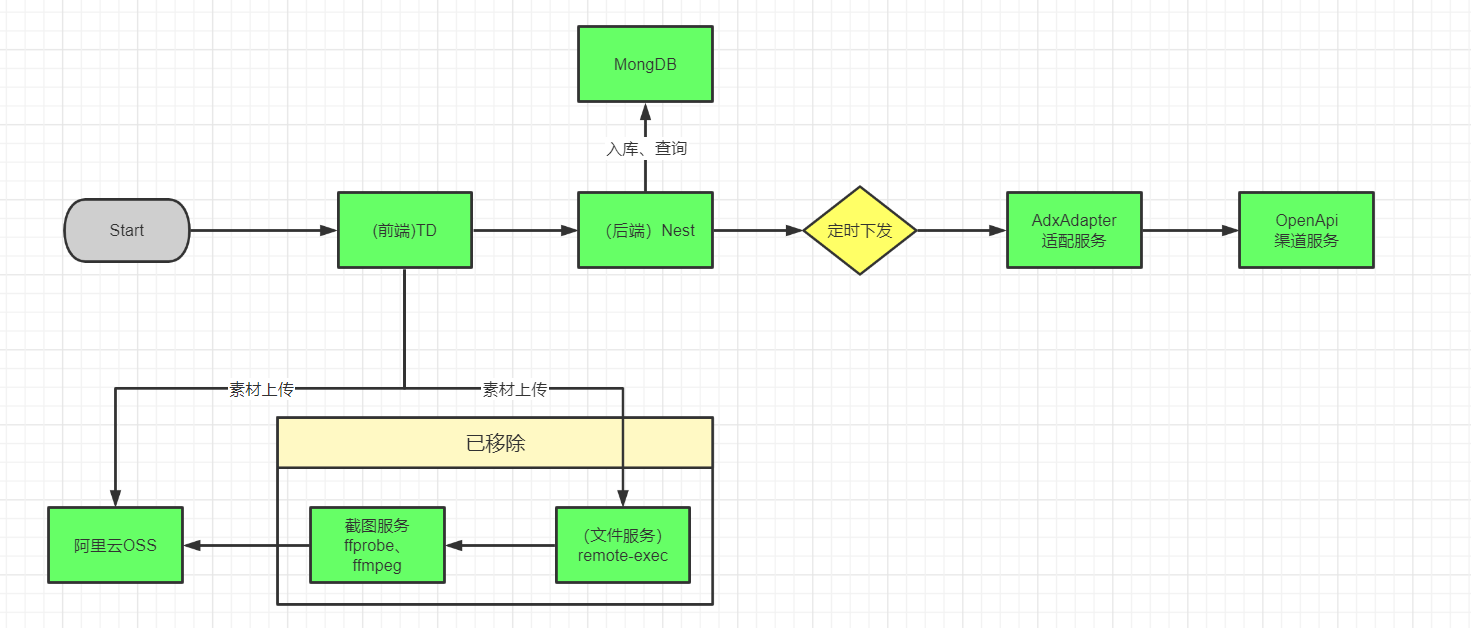 MongDB
入库、查询
Start
(前端)TD
（后端）Nest
定时下发
AdxAdapter
适配服务
OpenApi
渠道服务
素材上传
素材上传
已移除
阿里云OSS
截图服务
ffprobe、
ffmpeg
（文件服务）
remote-exec